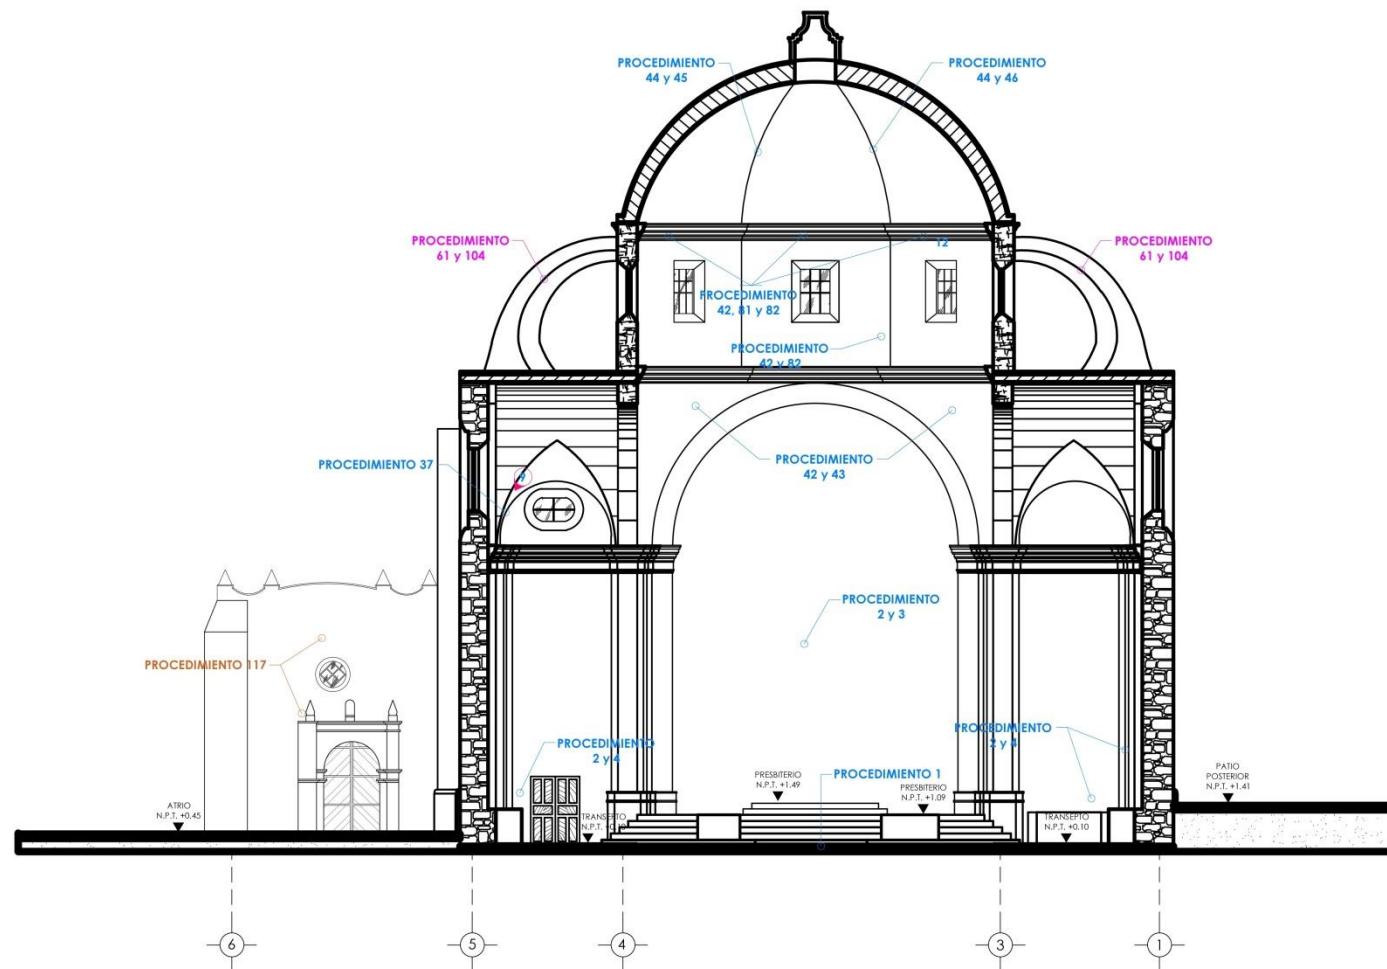 PROCEDIMIENTO
44 y 45
PROCEDIMIENTO
44 y 46
PROCEDIMIENTO
61 y 104
12
PROCEDIMIENTO
61 y 104
PROCEDIMIENTO
42, 81 y 82
PROCEDIMIENTO
42 y 82
PROCEDIMIENTO 37
9
PROCEDIMIENTO
42 y 43
PROCEDIMIENTO
2 y 3
PROCEDIMIENTO 117
PROCEDIMIENTO
2 y 4
PROCEDIMIENTO
2 y 4
PRESBITERIO
N.P.T. +1.49
PROCEDIMIENTO 1
PRESBITERIO
N.P.T. +1.09
PATIO
POSTERIOR
N.P.T. +1.41
ATRIO
N.P.T. +0.45
TRANSEPTO
N.P.T. +0.10
TRANSEPTO
N.P.T. +0.10
6
5
4
3
1